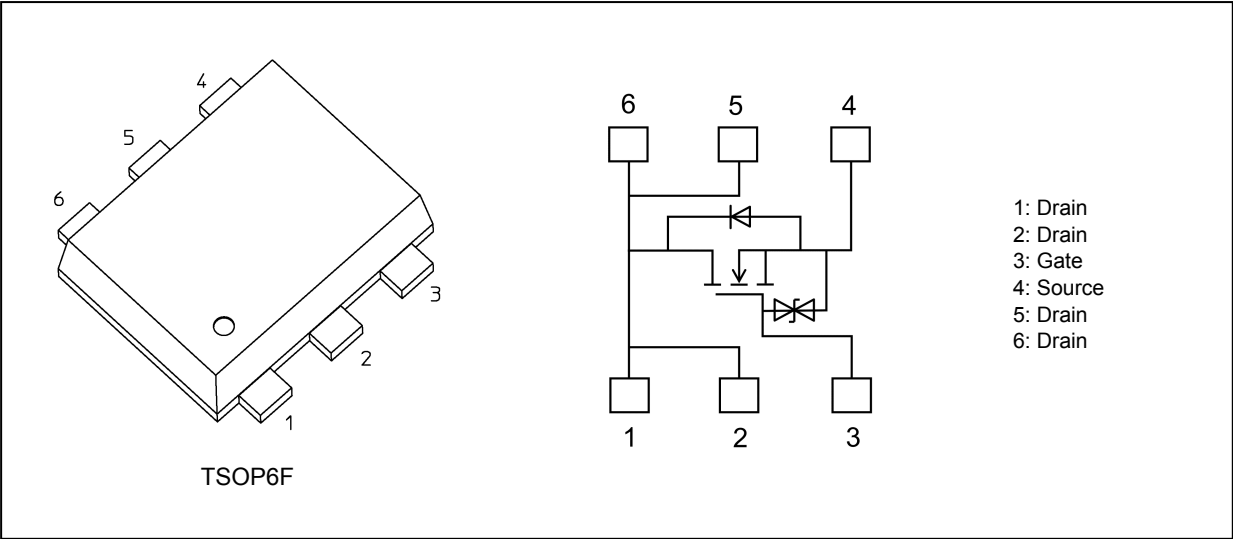 4
5
6
3
2
1
TSOP6F
6 5 4
1 2 3
1: Drain
2: Drain
3: Gate
4: Source
5: Drain
6: Drain